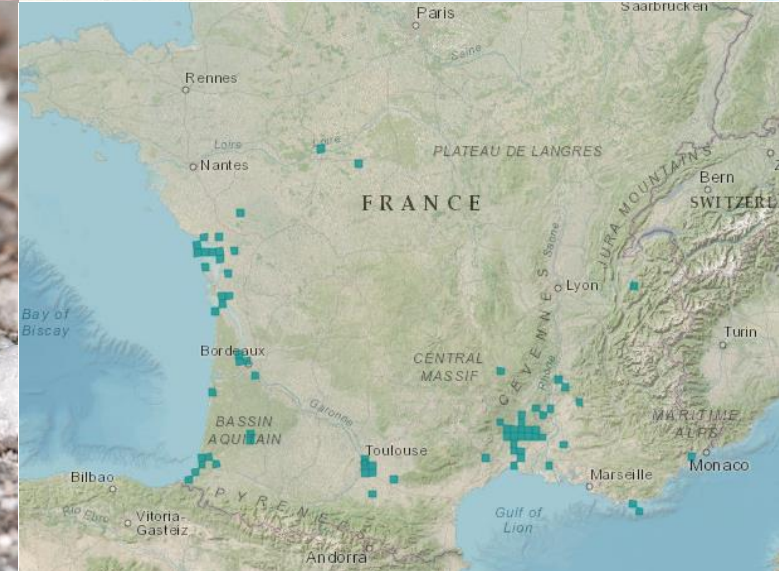 Paris
Saarbrucken
Seine
Rennes
Loire
Loire
Nantes
PLATEAU DE LANGRES
JURA MOUNTAINS
Bern
SWITZERL
FRANCE
Saone
Lyon
Bay of
Biscay
Turin
Bordeaux
CENTRAL
MASSIF
CEVENNES
Rhône
Garonne
BASSIN
AQUITAIN
MARITIME
ALPS
Toulouse
Monaco
Bilbao
Marseille
PYRENEES
Rio Ebro
Vitoria-
Gasteiz
Gulf of
Lion
Andorra